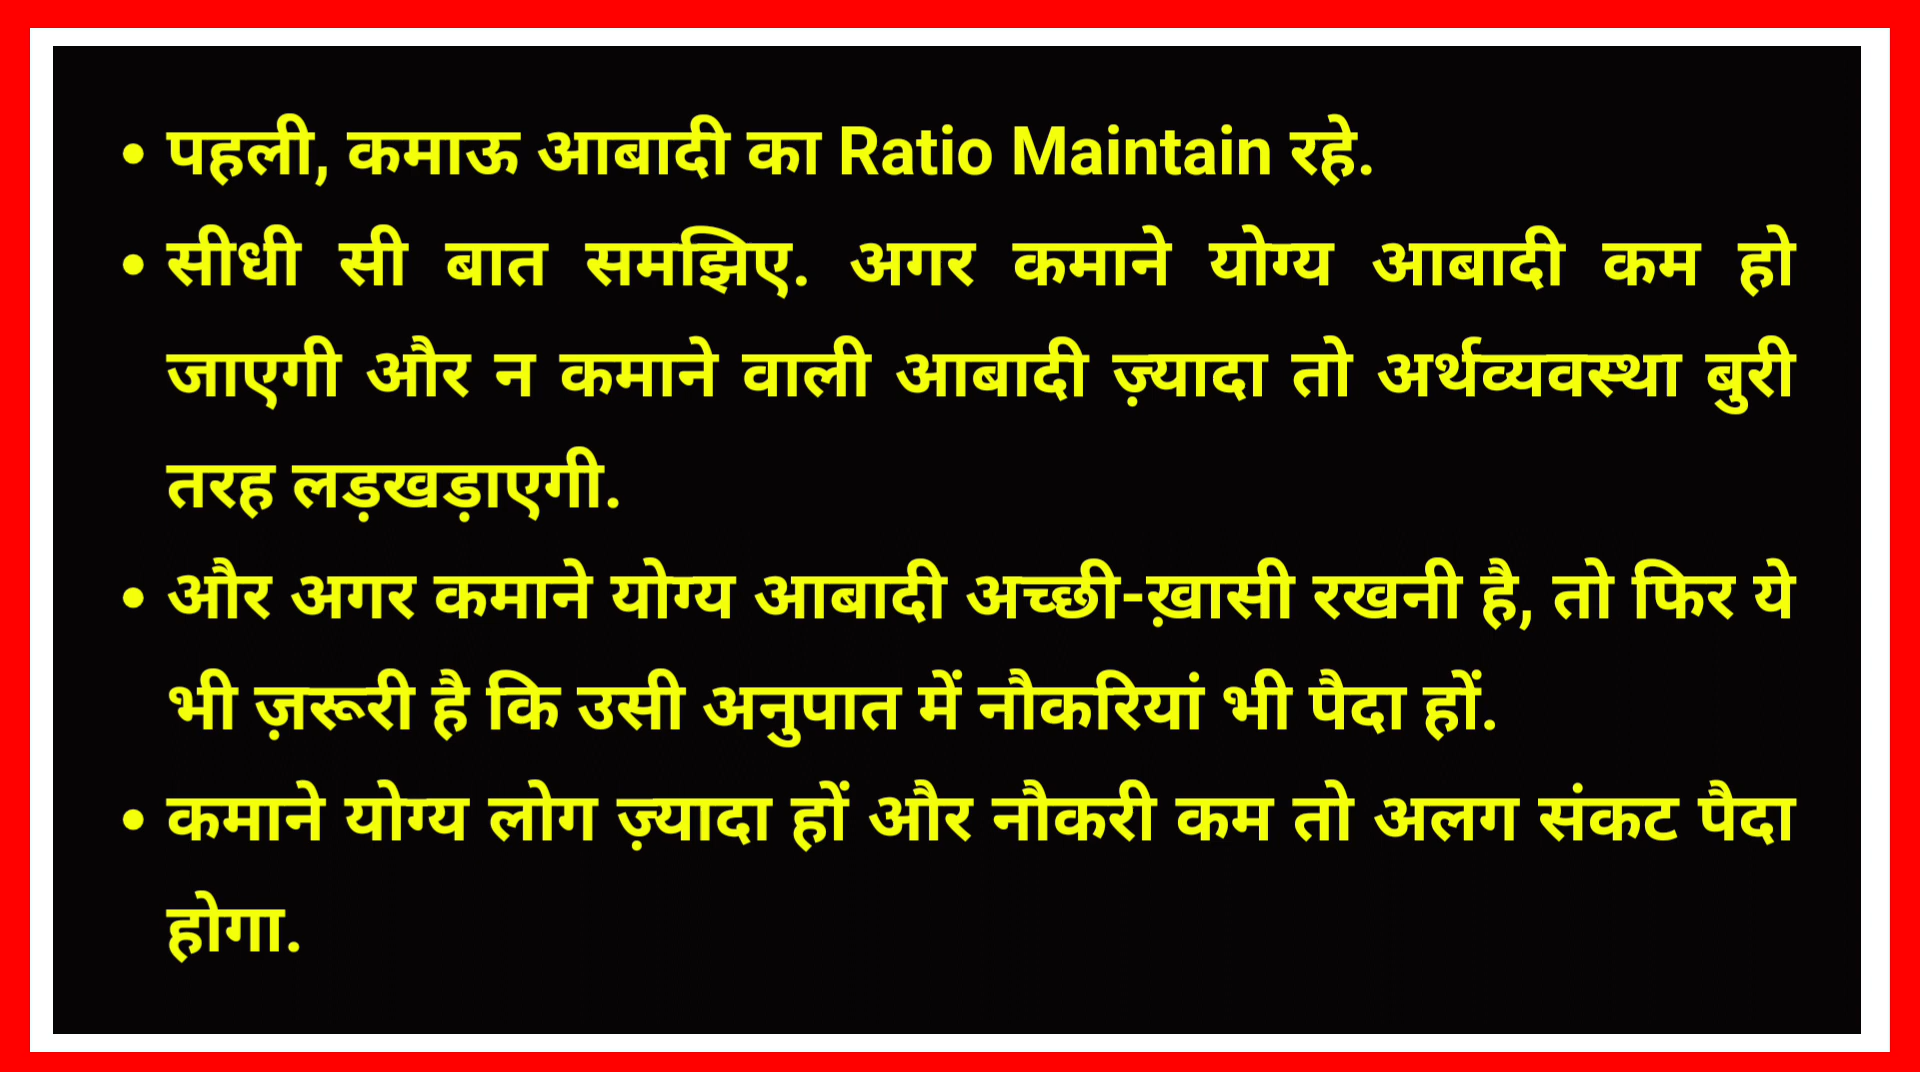 • पहली, कमाऊ आबादी का Ratio Maintain रहे.
• सीधी सी बात समझिए. अगर कमाने योग्य आबादी कम हो
जाएगी और न कमाने वाली आबादी ज़्यादा तो अर्थव्यवस्था बुरी
तरह लड़खड़ाएगी.
• और अगर कमाने योग्य आबादी अच्छी-ख़ासी रखनी है, तो फिर ये
भी ज़रूरी है कि उसी अनुपात में नौकरियां भी पैदा हों.
• कमाने योग्य लोग ज़्यादा हों और नौकरी कम तो अलग संकट पैदा
होगा.